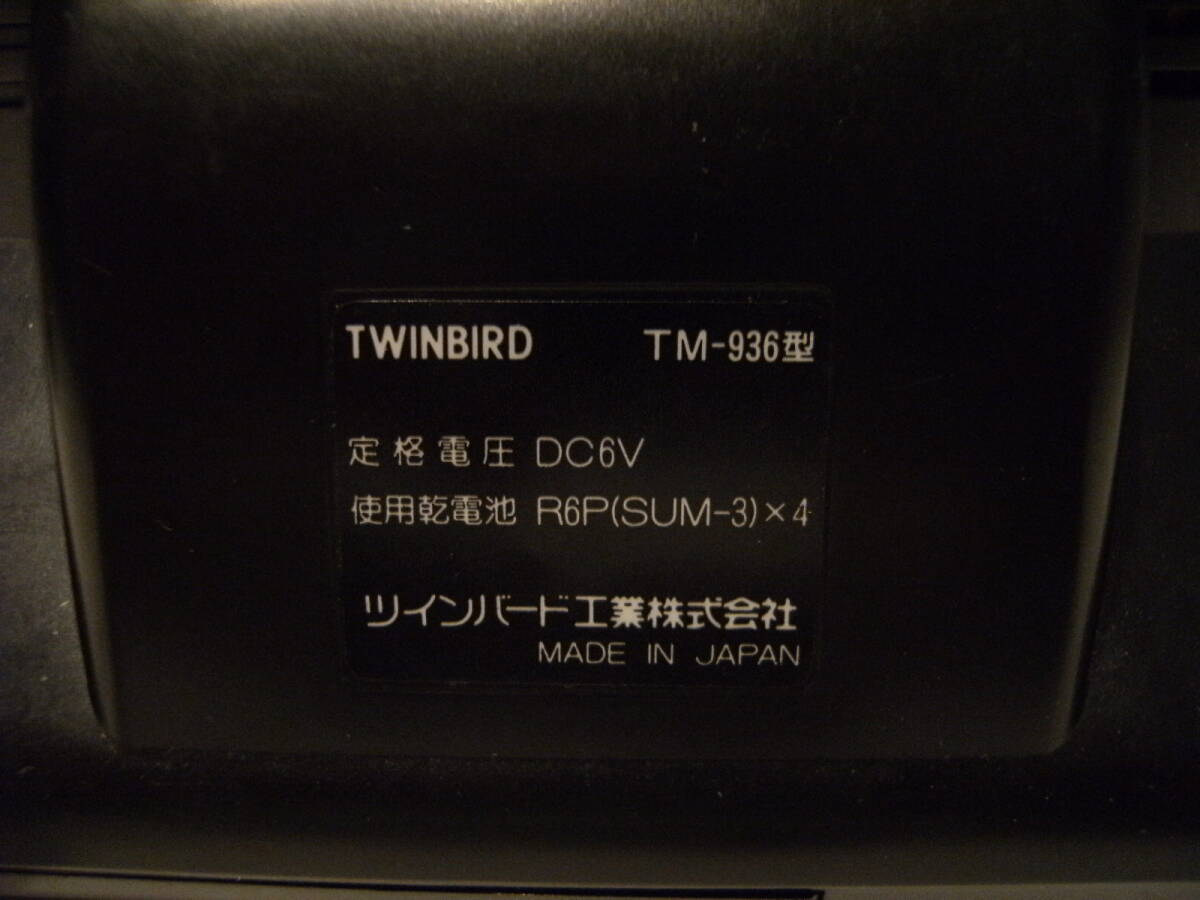 TWINBIRD TM-936型
定格電圧 DC6V
使用乾電池 R6P(SUM-3)×4
ツインバード工業株式会社
MADE IN JAPAN